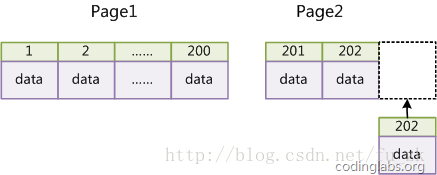 Page1 Page2
1 2 ...... 200 201 202
data data ...... data data data
202
data
http://blog.csdn.net/
codinglabs.org